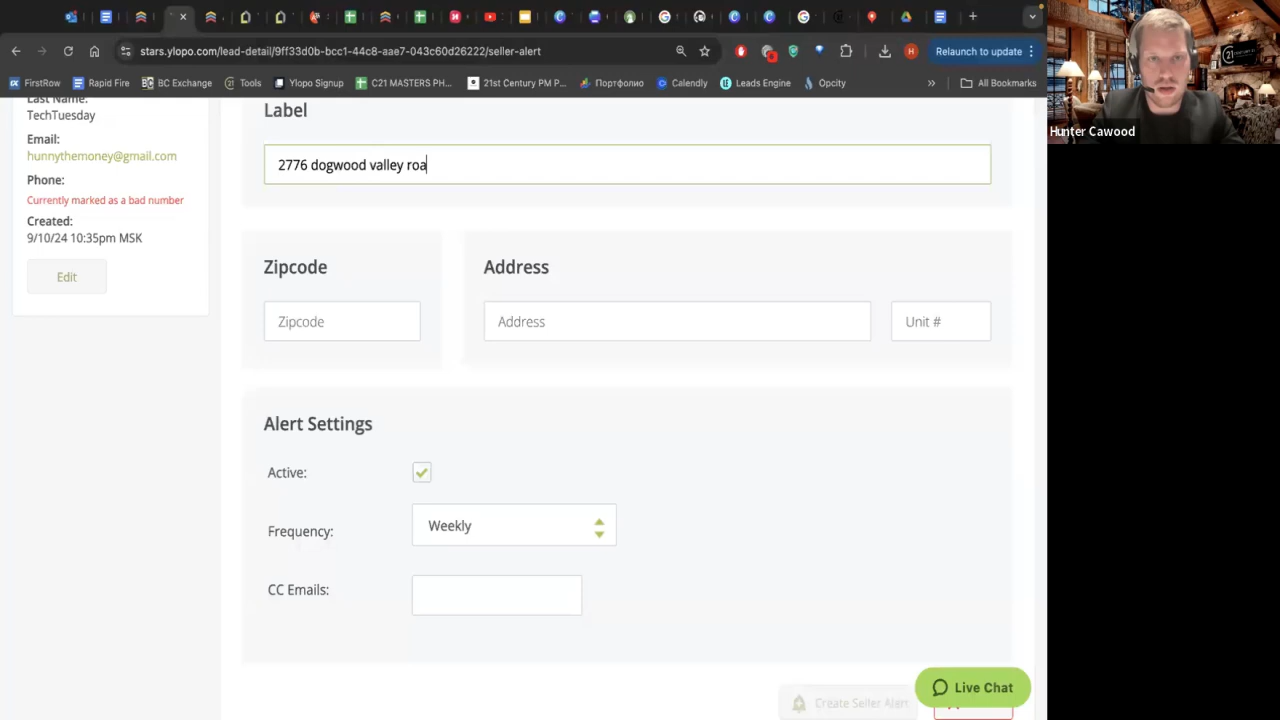 stars.ylopo.com/lead-detail/9ff33d0b-bcc1-44c8-aae7-043c60d26222/seller-alert
H
Relaunch to update
FirstRow
Rapid Fire
BC Exchange
Tools
Ylopo Signup
C21 MASTERS PH...
21st Century PM P...
Портфолио
Calendly
Leads Engine
Opcity
»
All Bookmarks
Hunter Cawood
Last Name:
TechTuesday
Email:
hunnythemoney@gmail.com
Phone:
Currently marked as a bad number
Created:
9/10/24 10:35pm MSK
Edit
Label
2776 dogwood valley roa
Zipcode
Zipcode
Address
Address
Unit #
Alert Settings
Active:
Frequency:
Weekly
CC Emails:
Create Seller Alert
Live Chat